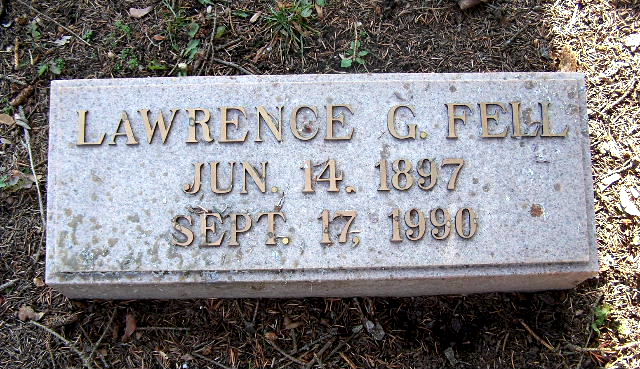 LAWRENCE G. FELL
JUN. 14. 1897
SEPT. 17, 1990